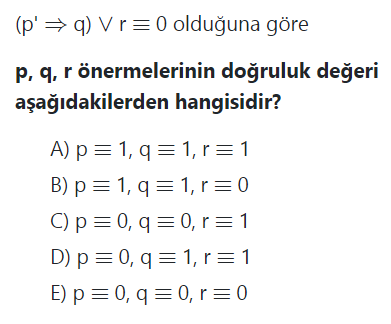 (p' ⇒ q) ∨ r ≡ 0 olduğuna göre
p, q, r önermelerinin doğruluk değeri
aşağıdakilerden hangisidir?
A) p ≡ 1, q ≡ 1, r ≡ 1
B) p ≡ 1, q ≡ 1, r ≡ 0
C) p ≡ 0, q ≡ 0, r ≡ 1
D) p ≡ 0, q ≡ 1, r ≡ 1
E) p ≡ 0, q ≡ 0, r ≡ 0